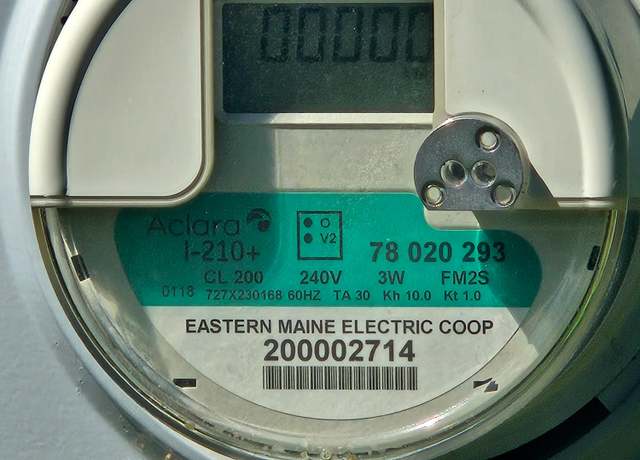 00000
Aclara
I-210+
O
V2
78 020 293
CL 200 240V 3W FM2S
0118 727X230168 60HZ TA 30 Kh 10.0 Kt 1.0
EASTERN MAINE ELECTRIC COOP
200002714